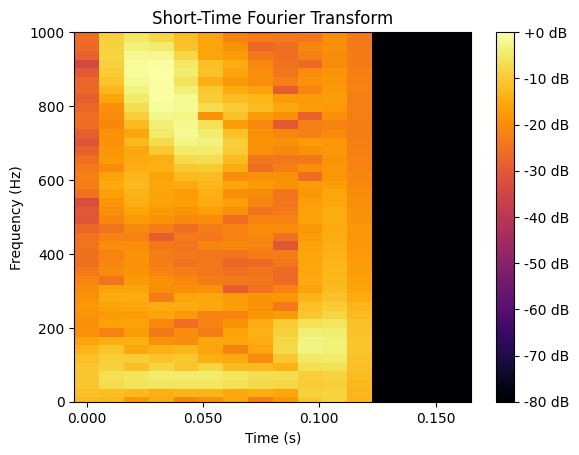 Short-Time Fourier Transform
1000
800
600
400
200
0
Frequency (Hz)
0.000
0.050
0.100
0.150
Time (s)
+0 dB
-10 dB
-20 dB
-30 dB
-40 dB
-50 dB
-60 dB
-70 dB
-80 dB